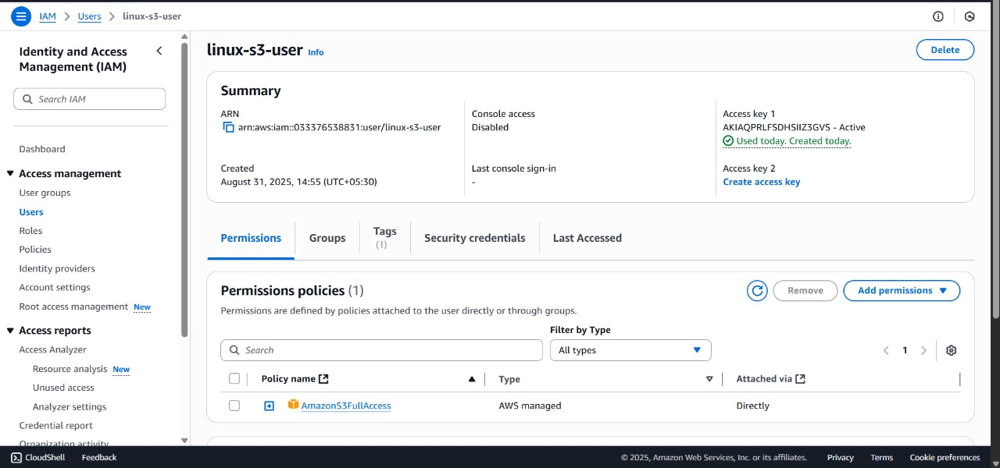 IAM > Users > linux-s3-user
Identity and Access
Management (IAM)
Search IAM
Dashboard
Access management
User groups
Users
Roles
Policies
Identity providers
Account settings
Root access management New
Access reports
Access Analyzer
Resource analysis New
Unused access
Analyzer settings
Credential report
Organization activity
linux-s3-user Info
Delete
Summary
ARN
arn:aws:iam::033376538831:user/linux-s3-user
Created
August 31, 2025, 14:55 (UTC+05:30)
Console access
Disabled
Last console sign-in
-
Access key 1
AKIAQPRLFSDHSIIZ3GVS - Active
Used today. Created today.
Access key 2
Create access key
Permissions
Groups
Tags
(1)
Security credentials
Last Accessed
Permissions policies (1)
Remove
Add permissions
Permissions are defined by policies attached to the user directly or through groups.
Filter by Type
Search
All types
1
Policy name
Type
Attached via
AmazonS3FullAccess
AWS managed
Directly
CloudShell
Feedback
© 2025, Amazon Web Services, Inc. or its affiliates.
Privacy
Terms
Cookie preferences